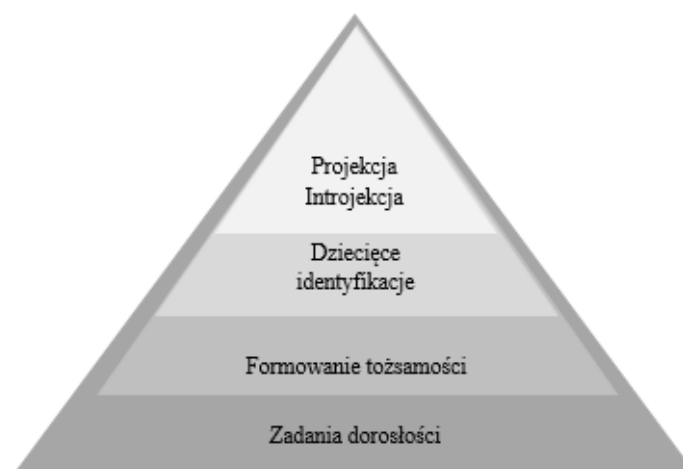 Projekcja
Introjekcja
Dziecięce
identyfikacje
Formowanie tożsamości
Zadania dorosłości